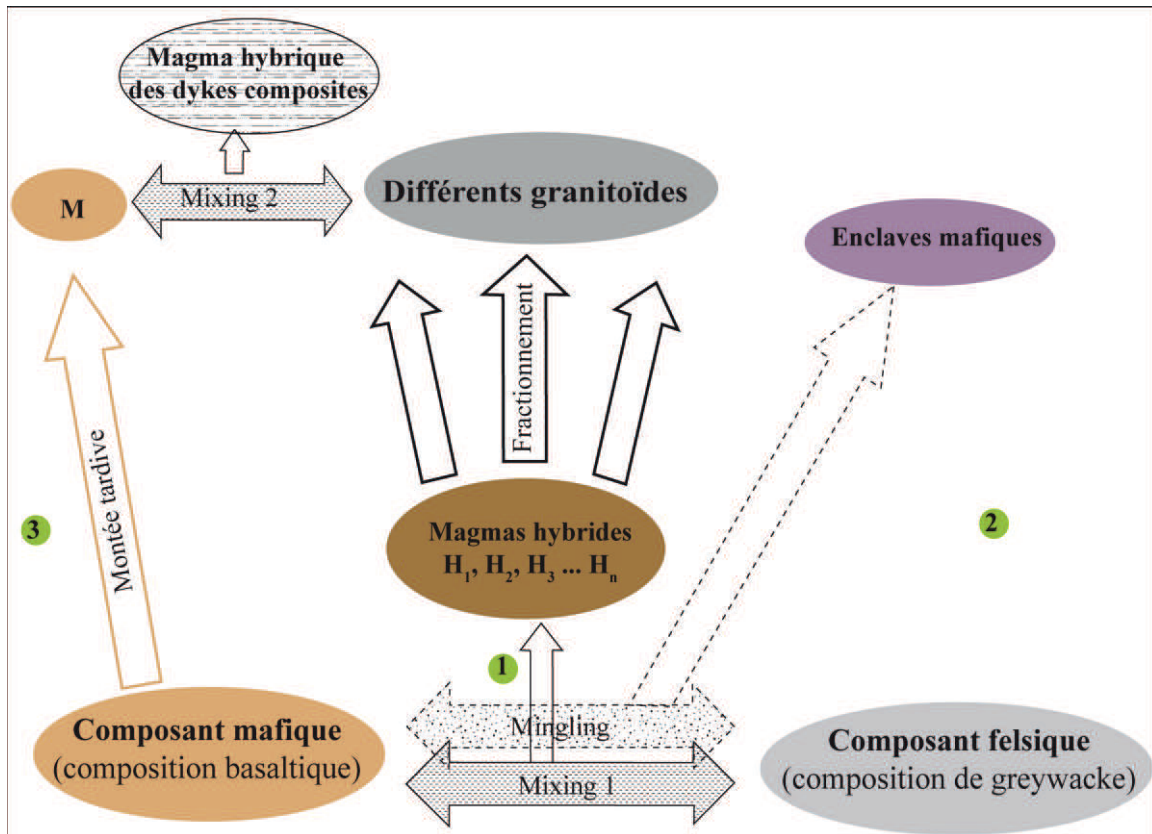 Magma hybrique
des dykes composites
M
Mixing 2
Différents granitoïdes
Enclaves mafiques
Fractionnement
Montée tardive
3
2
Magmas hybrides
H₁, H₂, H₃ ... Hₙ
1
Composant mafique
(composition basaltique)
Mingling
Mixing 1
Composant felsique
(composition de greywacke)